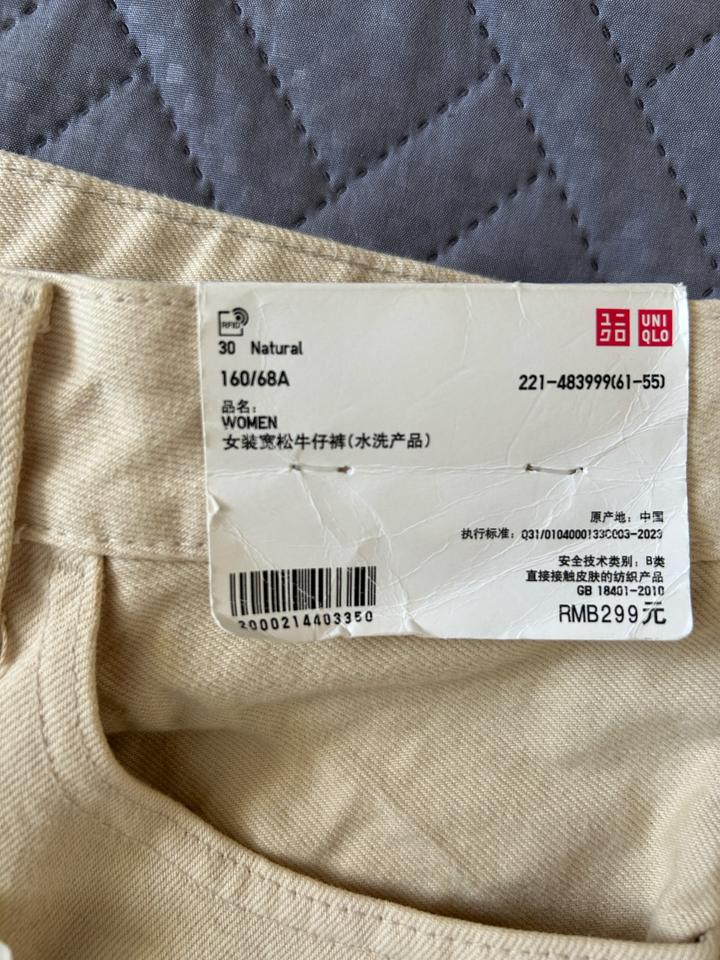 RFID
ユニ
クロ
UNI
QLO
30 Natural
160/68A
221-483999(61-55)
品名:
WOMEN
女装宽松牛仔裤(水洗产品)
原产地: 中国
执行标准: Q31/0104000133C003-2023
安全技术类别: B类
直接接触皮肤的纺织产品
GB 18401-2010
RMB299元
3000214403350